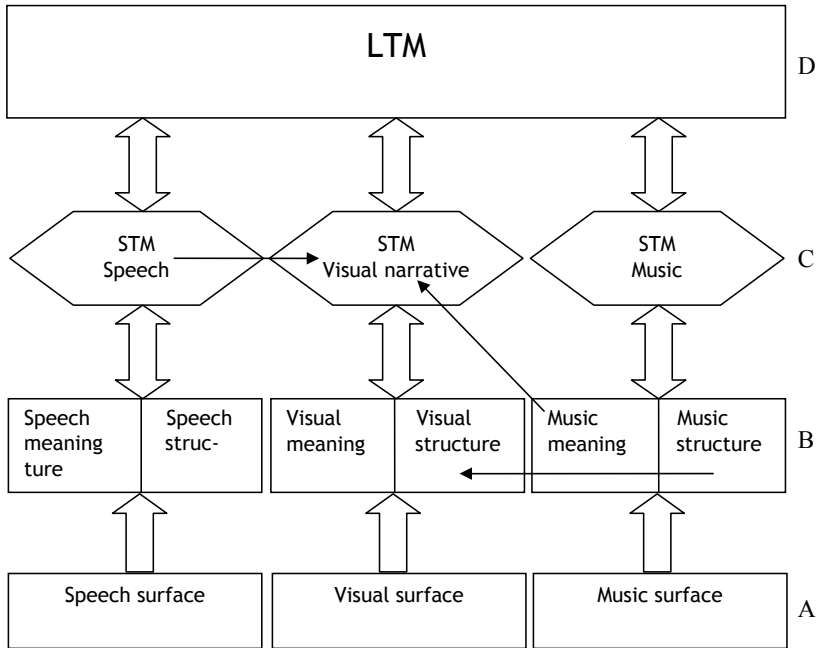 LTM
D
STM
Speech
STM
Visual narrative
STM
Music
C
Speech
meaning
ture
Speech
struc-
Visual
meaning
Visual
structure
Music
meaning
Music
structure
B
Speech surface
Visual surface
Music surface
A